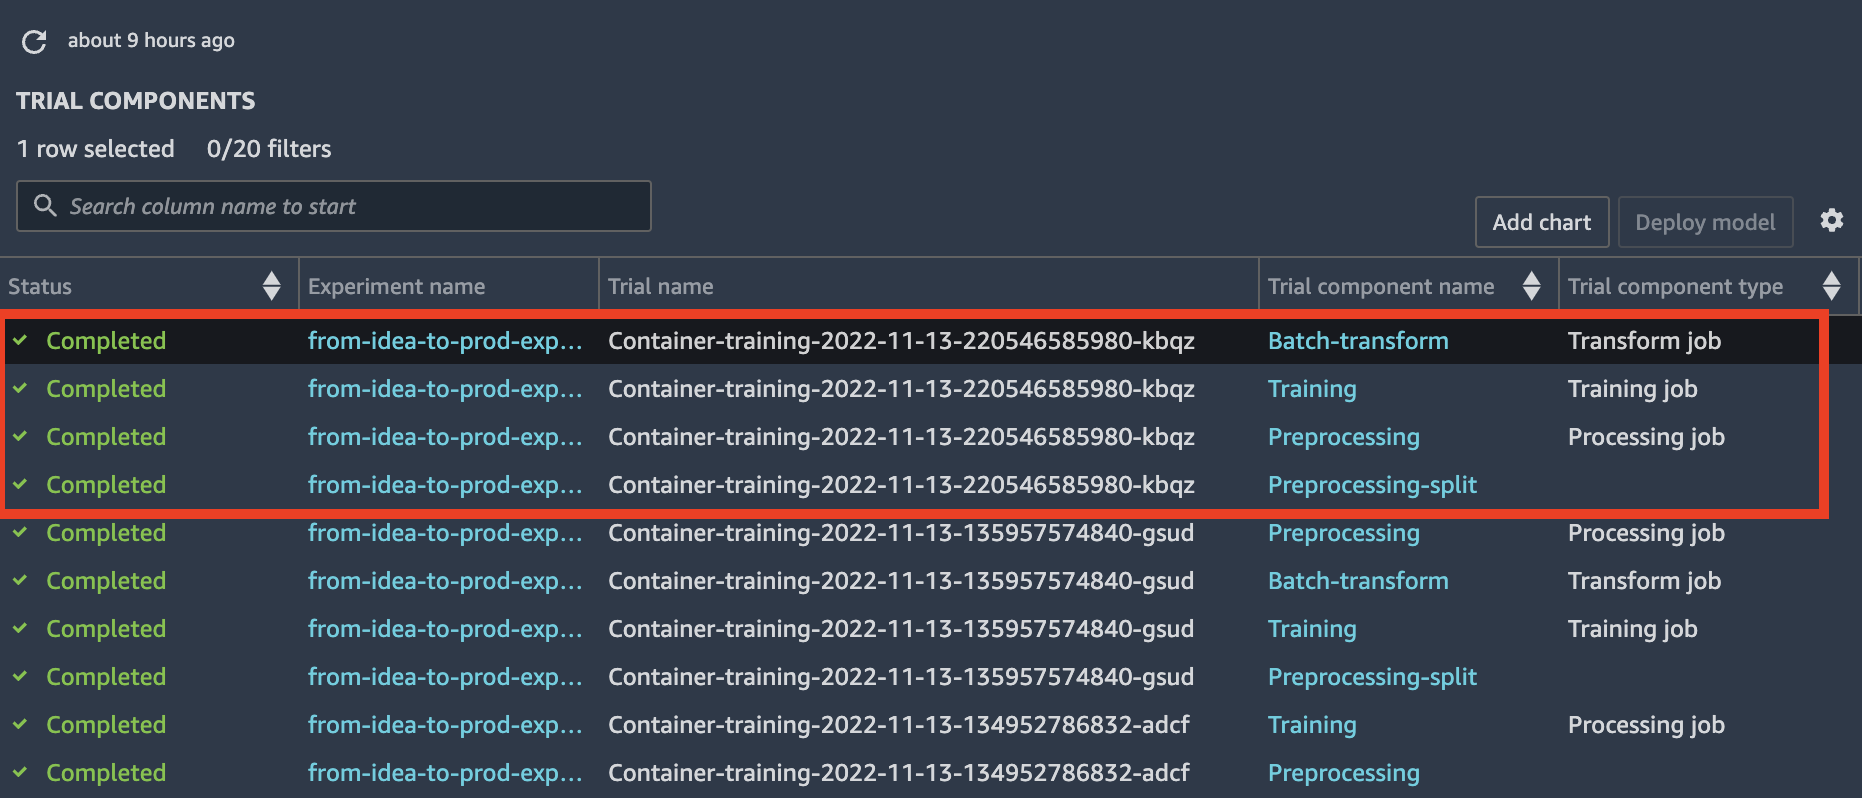 about 9 hours ago
TRIAL COMPONENTS
1 row selected 0/20 filters
Search column name to start
Add chart Deploy model
Status Experiment name Trial name Trial component name Trial component type
Completed from-idea-to-prod-exp... Container-training-2022-11-13-220546585980-kbqz Batch-transform Transform job
Completed from-idea-to-prod-exp... Container-training-2022-11-13-220546585980-kbqz Training Training job
Completed from-idea-to-prod-exp... Container-training-2022-11-13-220546585980-kbqz Preprocessing Processing job
Completed from-idea-to-prod-exp... Container-training-2022-11-13-220546585980-kbqz Preprocessing-split
Completed from-idea-to-prod-exp... Container-training-2022-11-13-135957574840-gsud Preprocessing Processing job
Completed from-idea-to-prod-exp... Container-training-2022-11-13-135957574840-gsud Batch-transform Transform job
Completed from-idea-to-prod-exp... Container-training-2022-11-13-135957574840-gsud Training Training job
Completed from-idea-to-prod-exp... Container-training-2022-11-13-135957574840-gsud Preprocessing-split
Completed from-idea-to-prod-exp... Container-training-2022-11-13-134952786832-adcf Training Processing job
Completed from-idea-to-prod-exp... Container-training-2022-11-13-134952786832-adcf Preprocessing